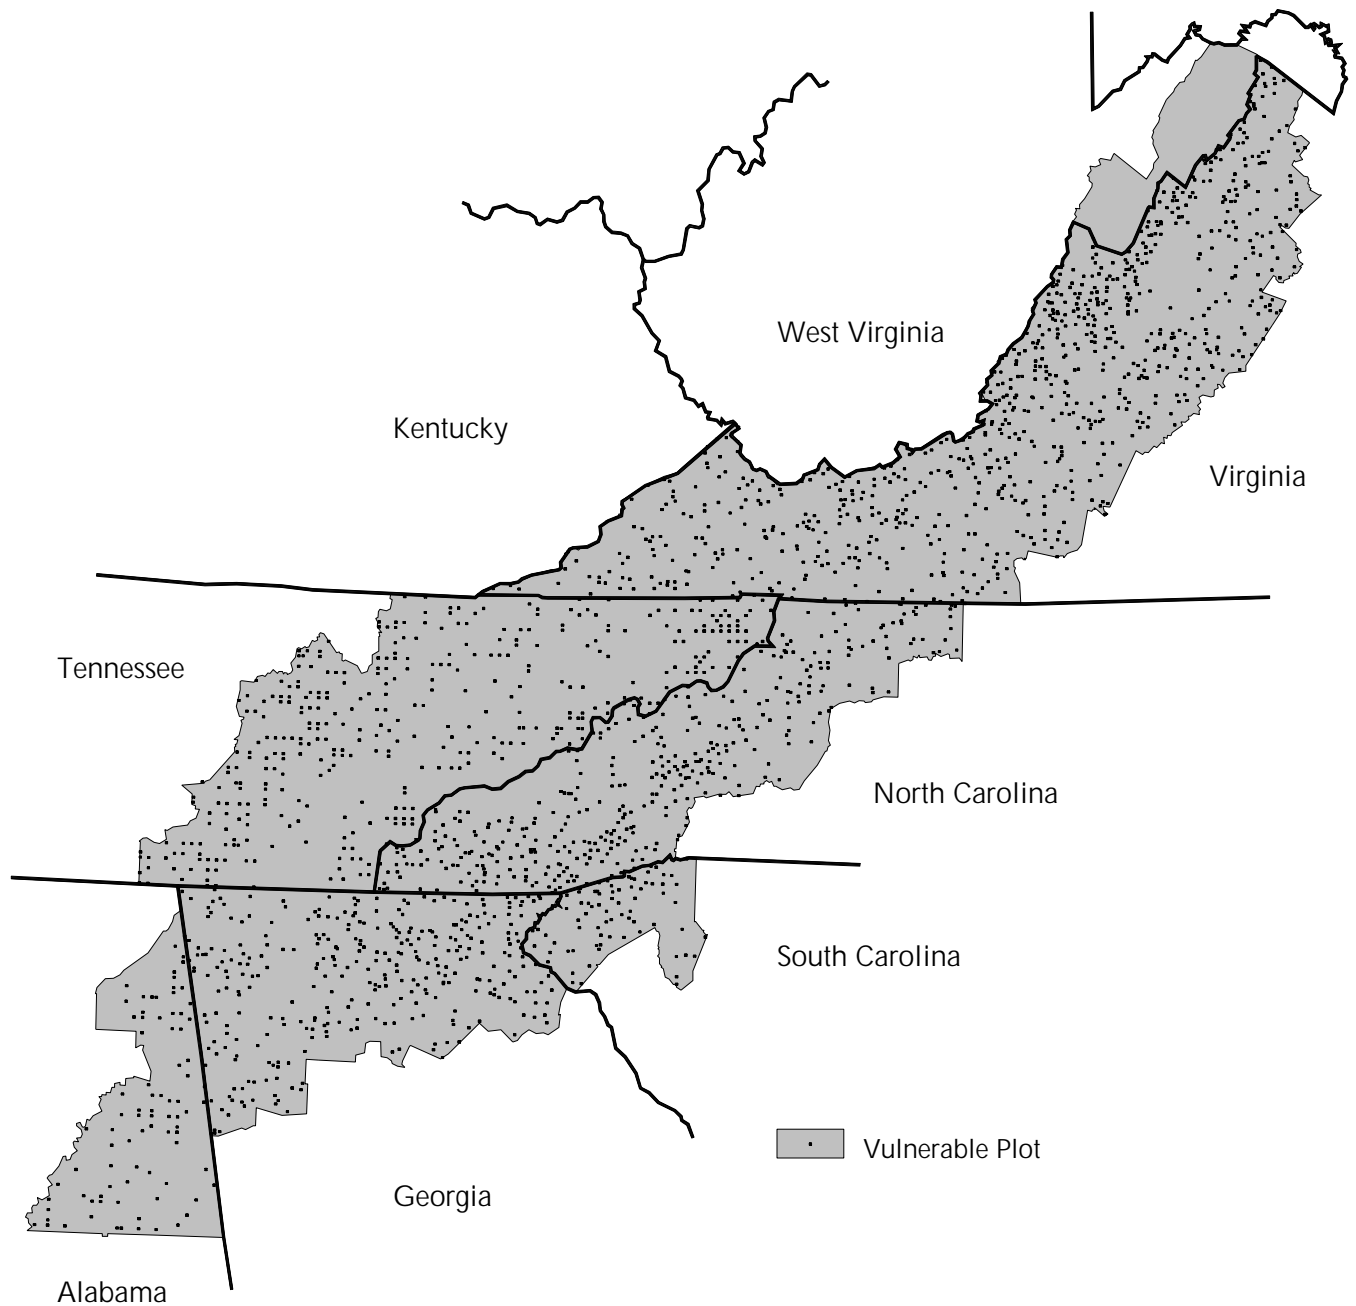 West Virginia
Kentucky
Virginia
Tennessee
North Carolina
South Carolina
Vulnerable Plot
Georgia
Alabama